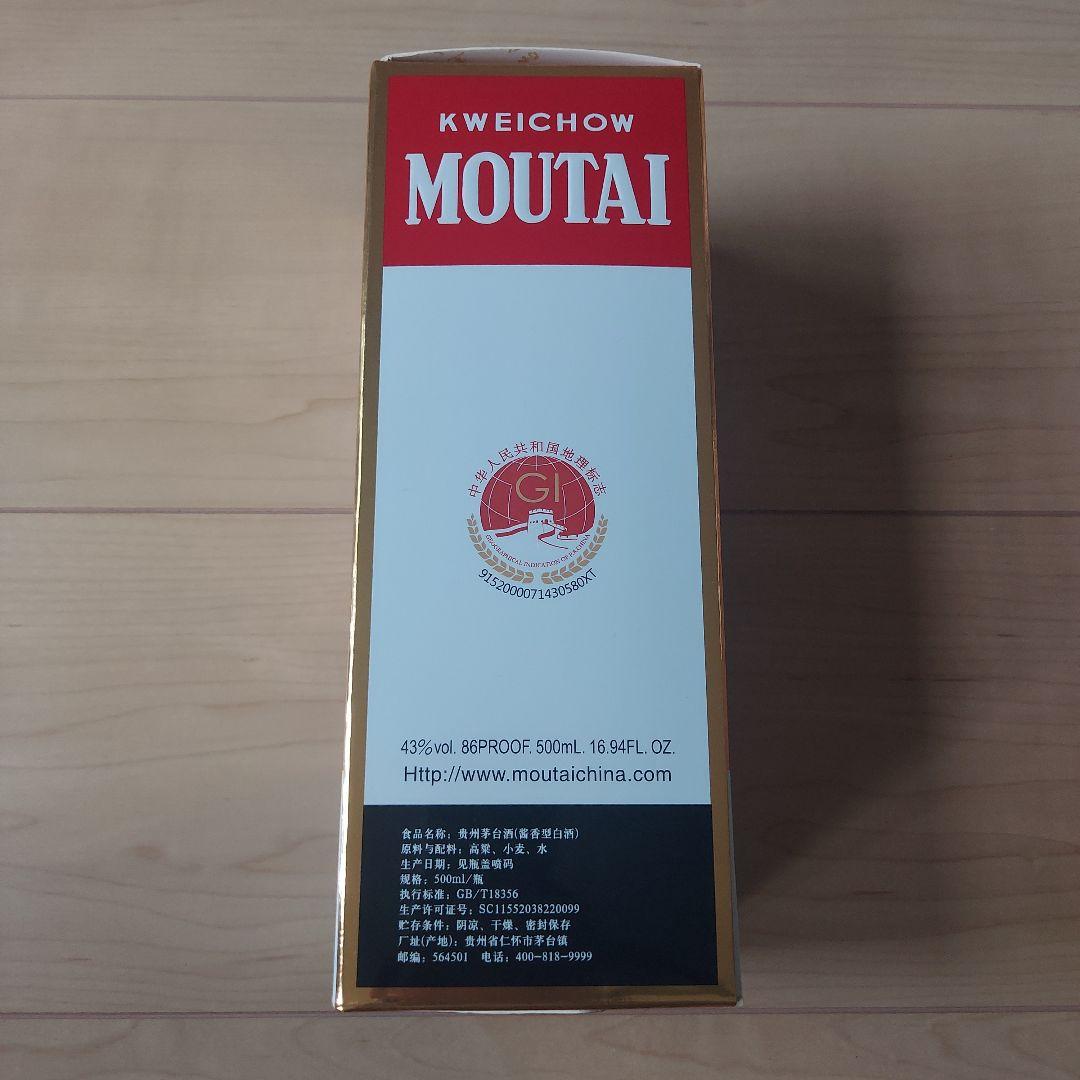 KWEICHOW
MOUTAI
中华人民共和国地理标志
GI
GEOGRAPHICAL INDICATION OF P.R.CHINA
9152000071430580XT
43%vol. 86PROOF. 500mL. 16.94FL. OZ.
Http://www.moutaichina.com
食品名称：贵州茅台酒(酱香型白酒)
原料与配料：高粱、小麦、水
生产日期：见瓶盖喷码
规格：500ml/瓶
执行标准：GB/T18356
生产许可证号：SC11552038220099
贮存条件：阴凉、干燥、密封保存
厂址(产地)：贵州省仁怀市茅台镇
邮编：564501 电话：400-818-9999